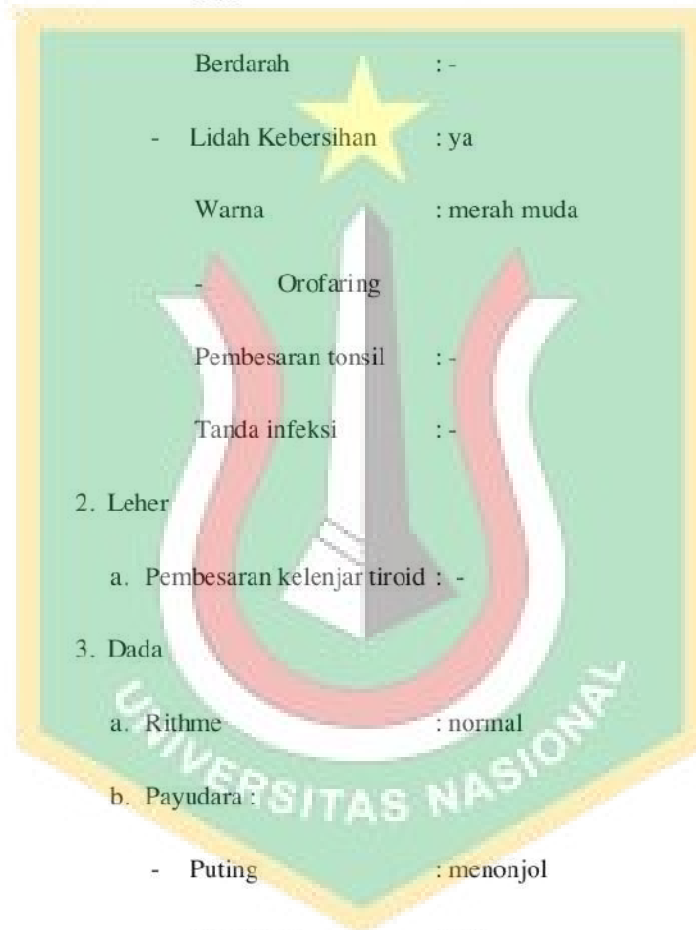 Berdarah : -
- Lidah Kebersihan : ya
Warna : merah muda
- Orofaring
Pembesaran tonsil : -
Tanda infeksi : -
2. Leher
a. Pembesaran kelenjar tiroid : -
3. Dada
a. Rithme : normal
b. Payudara :
- Puting : menonjol
UNIVERSITAS NASIONAL